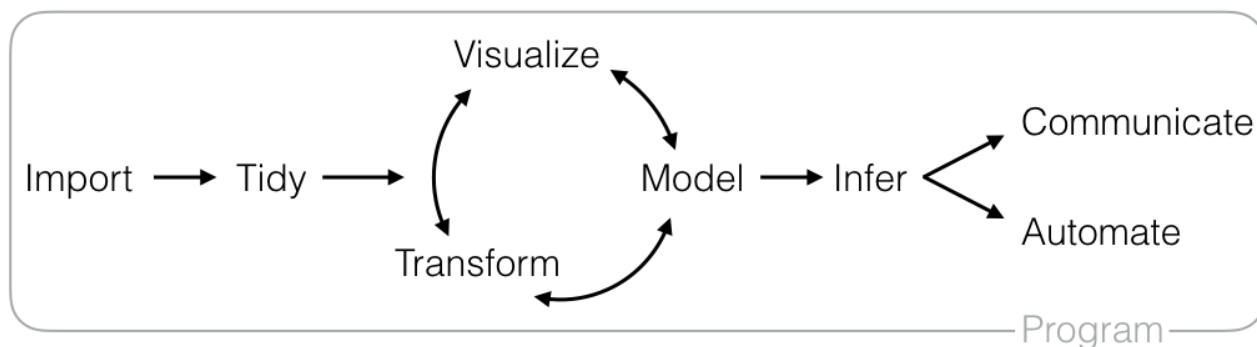 Import
Tidy
Visualize
Transform
Model
Infer
Communicate
Automate
Program